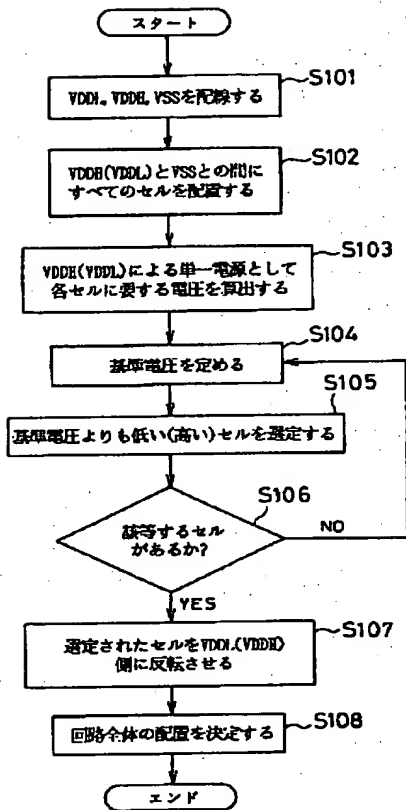 スタート
S101
VDDL, VDDH, VSSを配線する
S102
VDDH(VDDL)とVSSとの間に
すべてのセルを配置する
S103
VDDH(VDDL)による単一電源として
各セルに要する電圧を算出する
S104
基準電圧を定める
S105
基準電圧よりも低い(高い)セルを選定する
S106
該等するセル
があるか?
NO
YES
S107
選定されたセルをVDDL(VDDH)
側に反転させる
S108
回路全体の配置を決定する
エンド